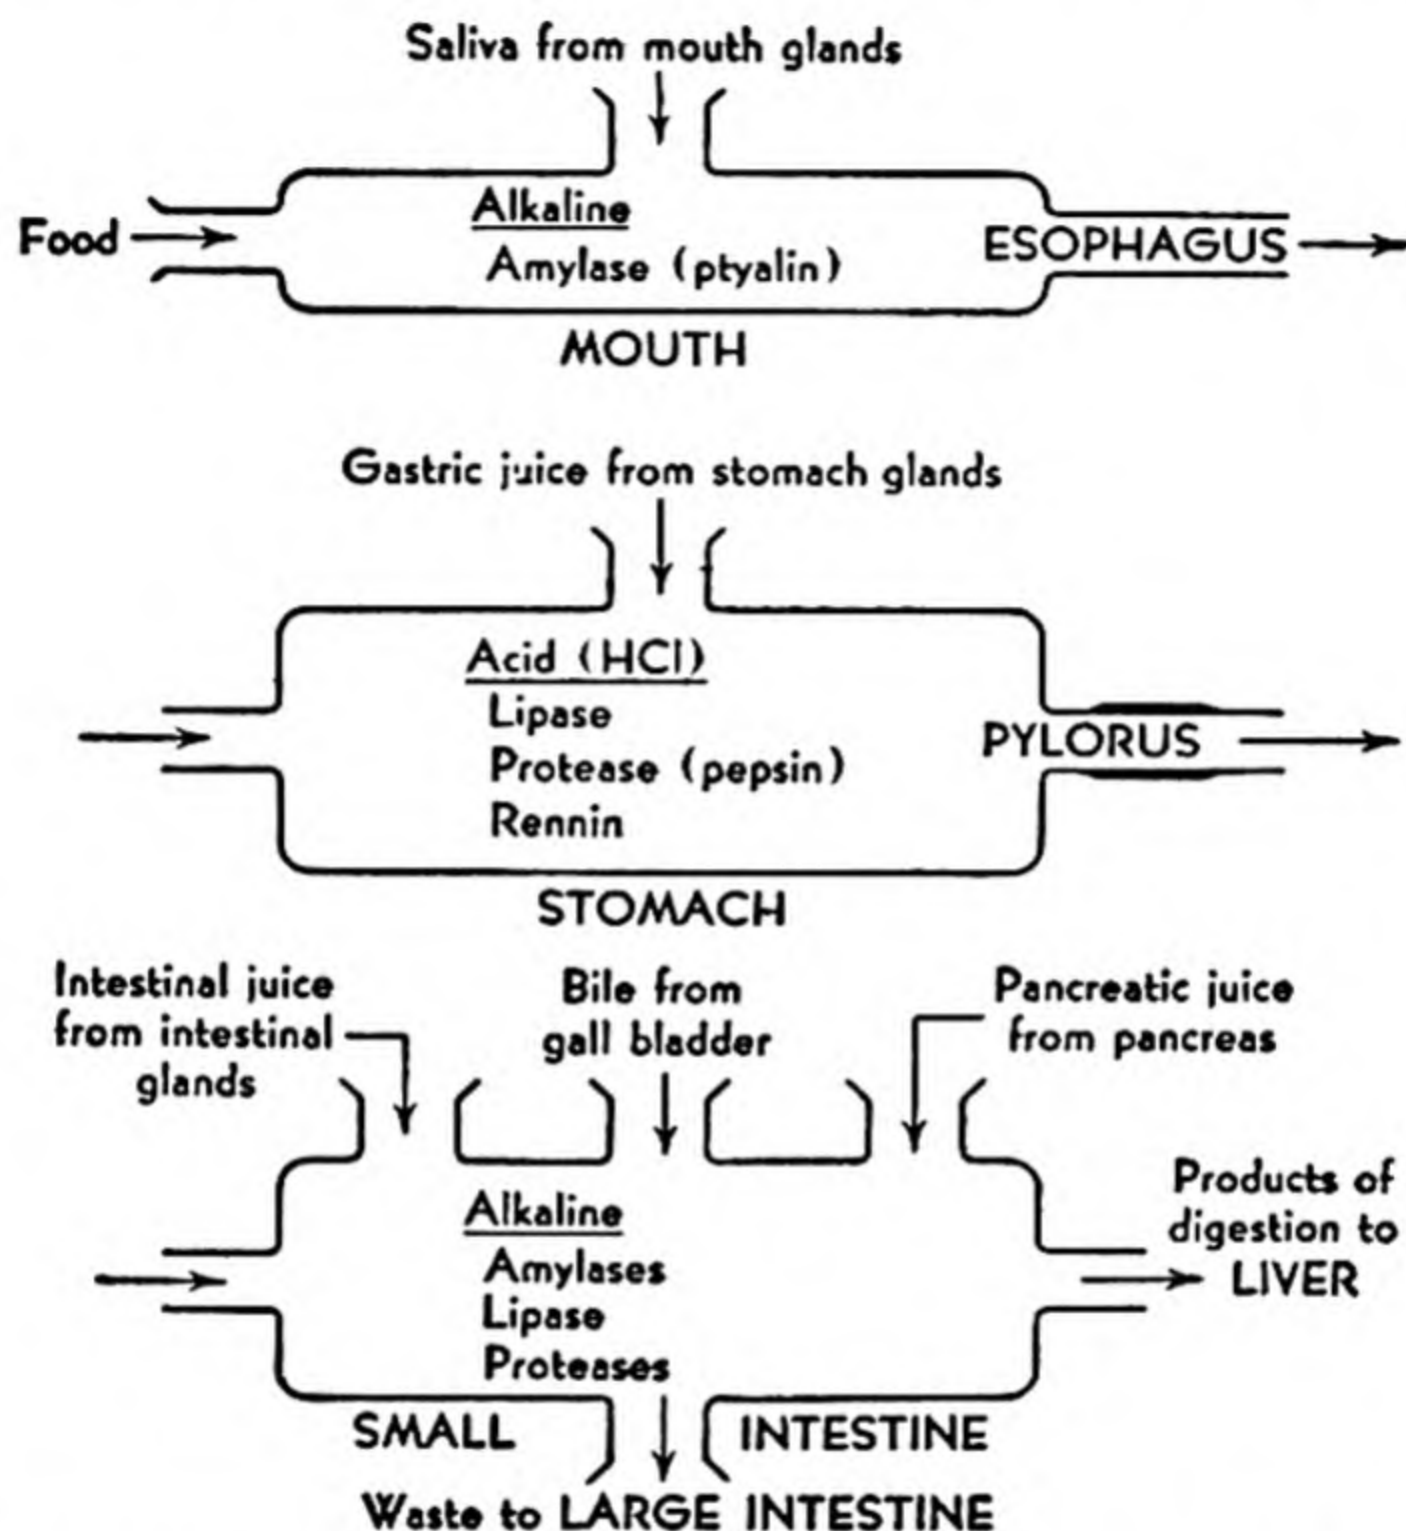 Saliva from mouth glands
Alkaline
Food
Amylase (ptyalin)
ESOPHAGUS
MOUTH
Gastric juice from stomach glands
Acid (HCl)
Lipase
Protease (pepsin)
Rennin
PYLORUS
STOMACH
Intestinal juice
from intestinal
glands
Bile from
gall bladder
Pancreatic juice
from pancreas
Alkaline
Amylases
Lipase
Proteases
Products of
digestion to
LIVER
SMALL INTESTINE
Waste to LARGE INTESTINE